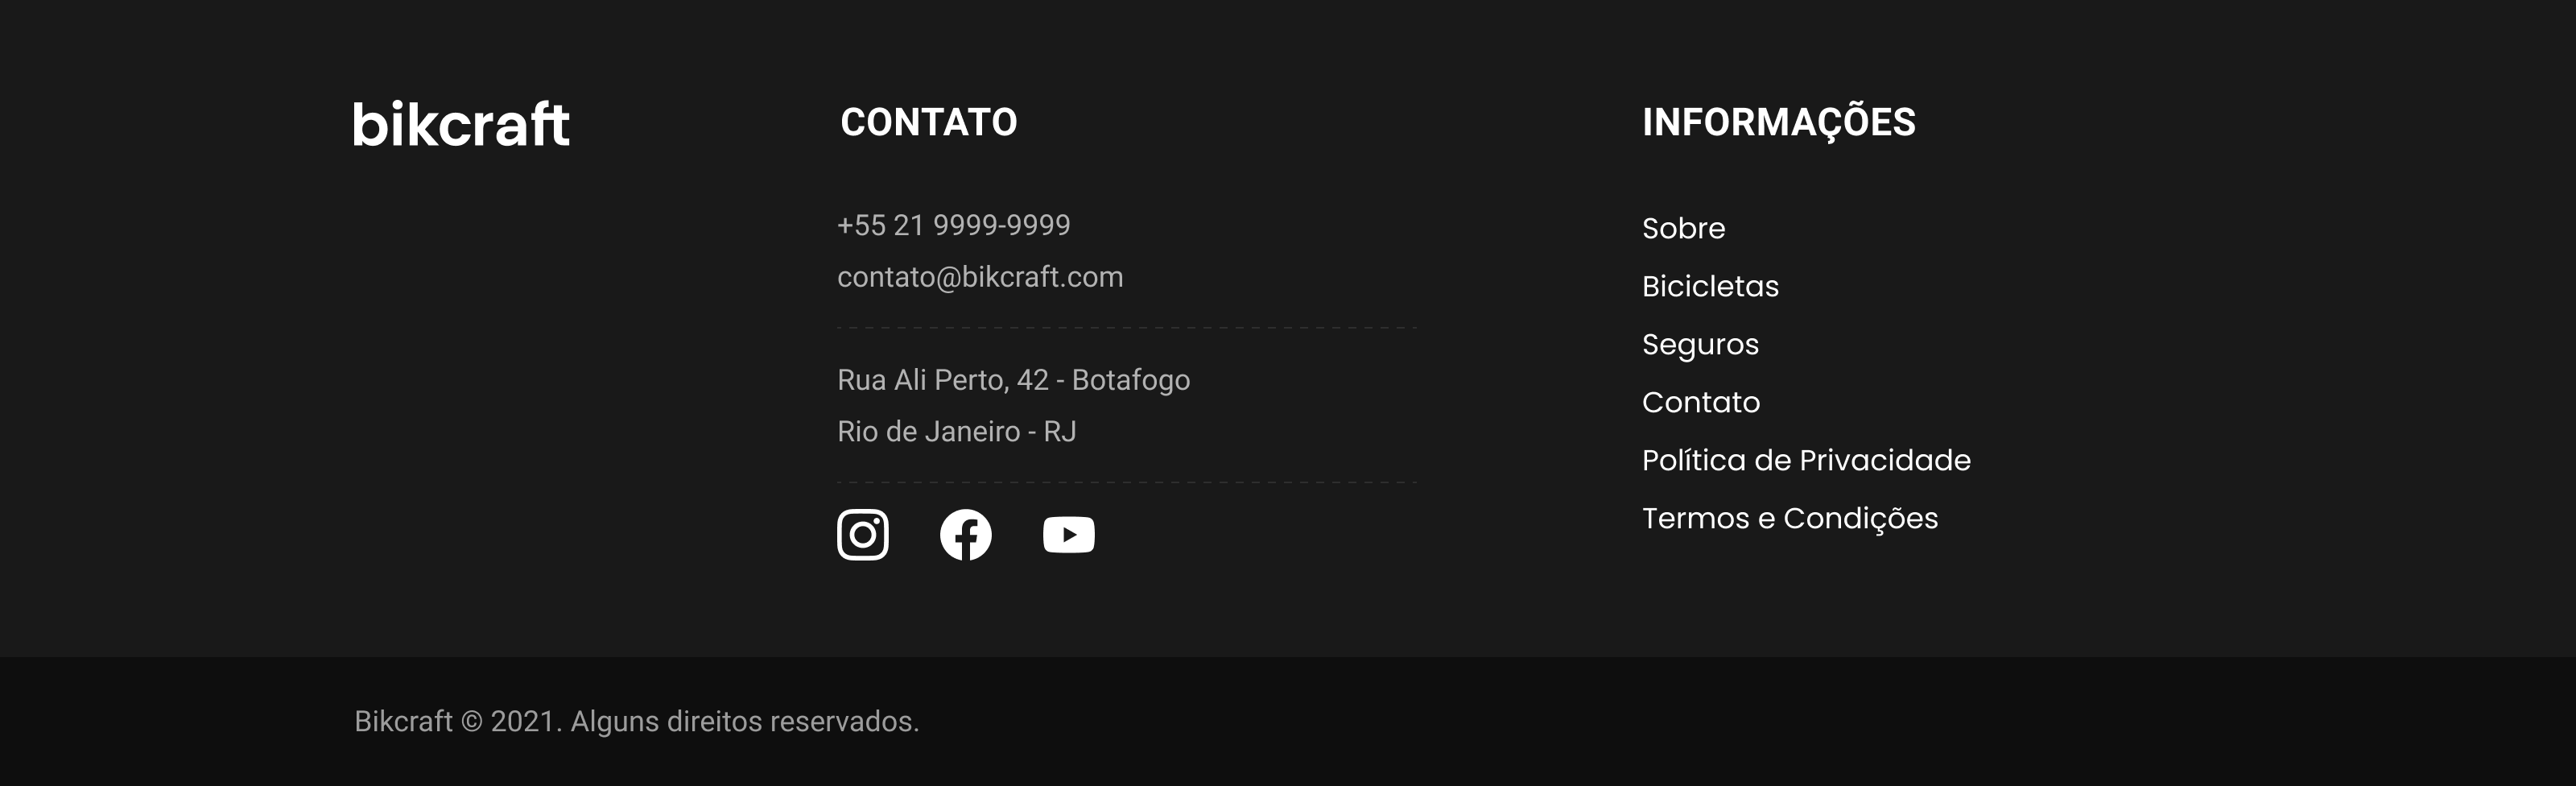 bikcraft
CONTATO
+55 21 9999-9999
contato@bikcraft.com
Rua Ali Perto, 42 - Botafogo
Rio de Janeiro - RJ
INFORMAÇÕES
Sobre
Bicicletas
Seguros
Contato
Política de Privacidade
Termos e Condições
Bikcraft © 2021. Alguns direitos reservados.